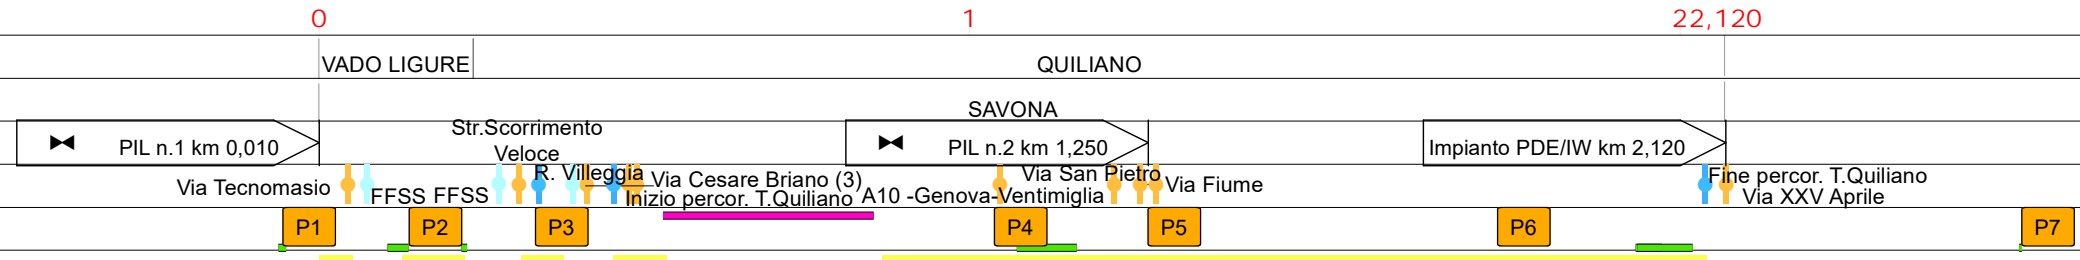 0 1 22,120
VADO LIGURE QUILIANO
SAVONA
PIL n.1 km 0,010 PIL n.2 km 1,250 Impianto PDE/IW km 2,120
Str.Scorrimento
Veloce
R. Villeggia Via San Pietro Fine percor. T.Quiliano
Via Tecnomasio Via Cesare Briano (3) Via Fiume
FFSS FFSS Inizio percor. T.Quiliano A10 -Genova-Ventimiglia Via XXV Aprile
P1 P2 P3 P4 P5 P6 P7